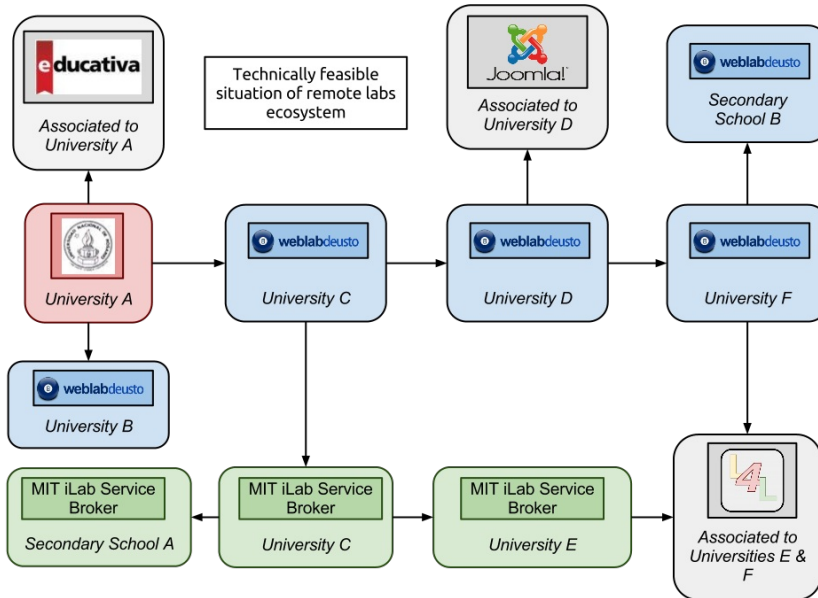 educativa
Associated to
University A
Technically feasible
situation of remote labs
ecosystem
Joomla!
Associated to
University D
weblabdeusto
Secondary
School B
University A
weblabdeusto
University C
weblabdeusto
University D
weblabdeusto
University F
weblabdeusto
University B
MIT iLab Service
Broker
Secondary School A
MIT iLab Service
Broker
University C
MIT iLab Service
Broker
University E
L4L
Associated to
Universities E &
F